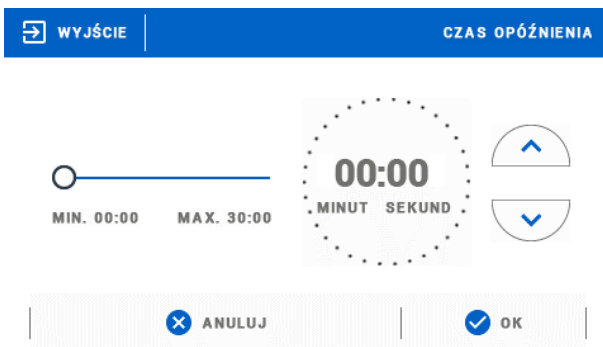 WYJŚCIE
CZAS OPÓŹNIENIA
00:00
MINUT SEKUND
MIN. 00:00 MAX. 30:00
ANULUJ
OK